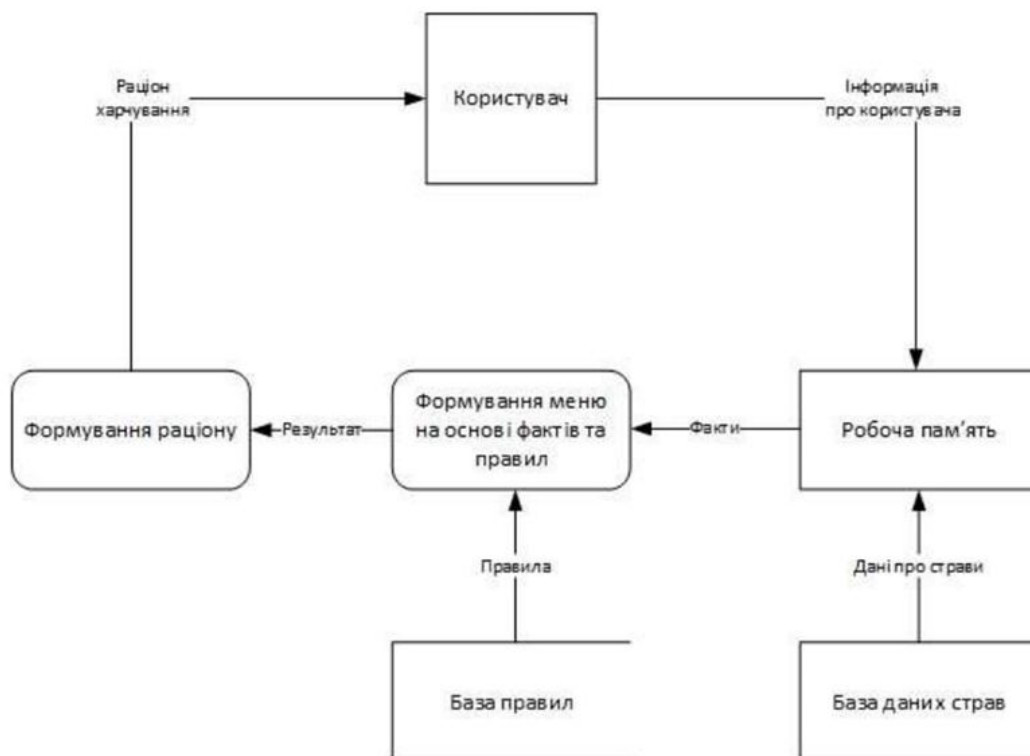 Раціон
харчування
Користувач
Інформація
про користувача
Формування раціону
Результат
Формування меню
на основі фактів та
правил
Факти
Робоча пам'ять
Правила
Дані про страви
База правил
База даних страв